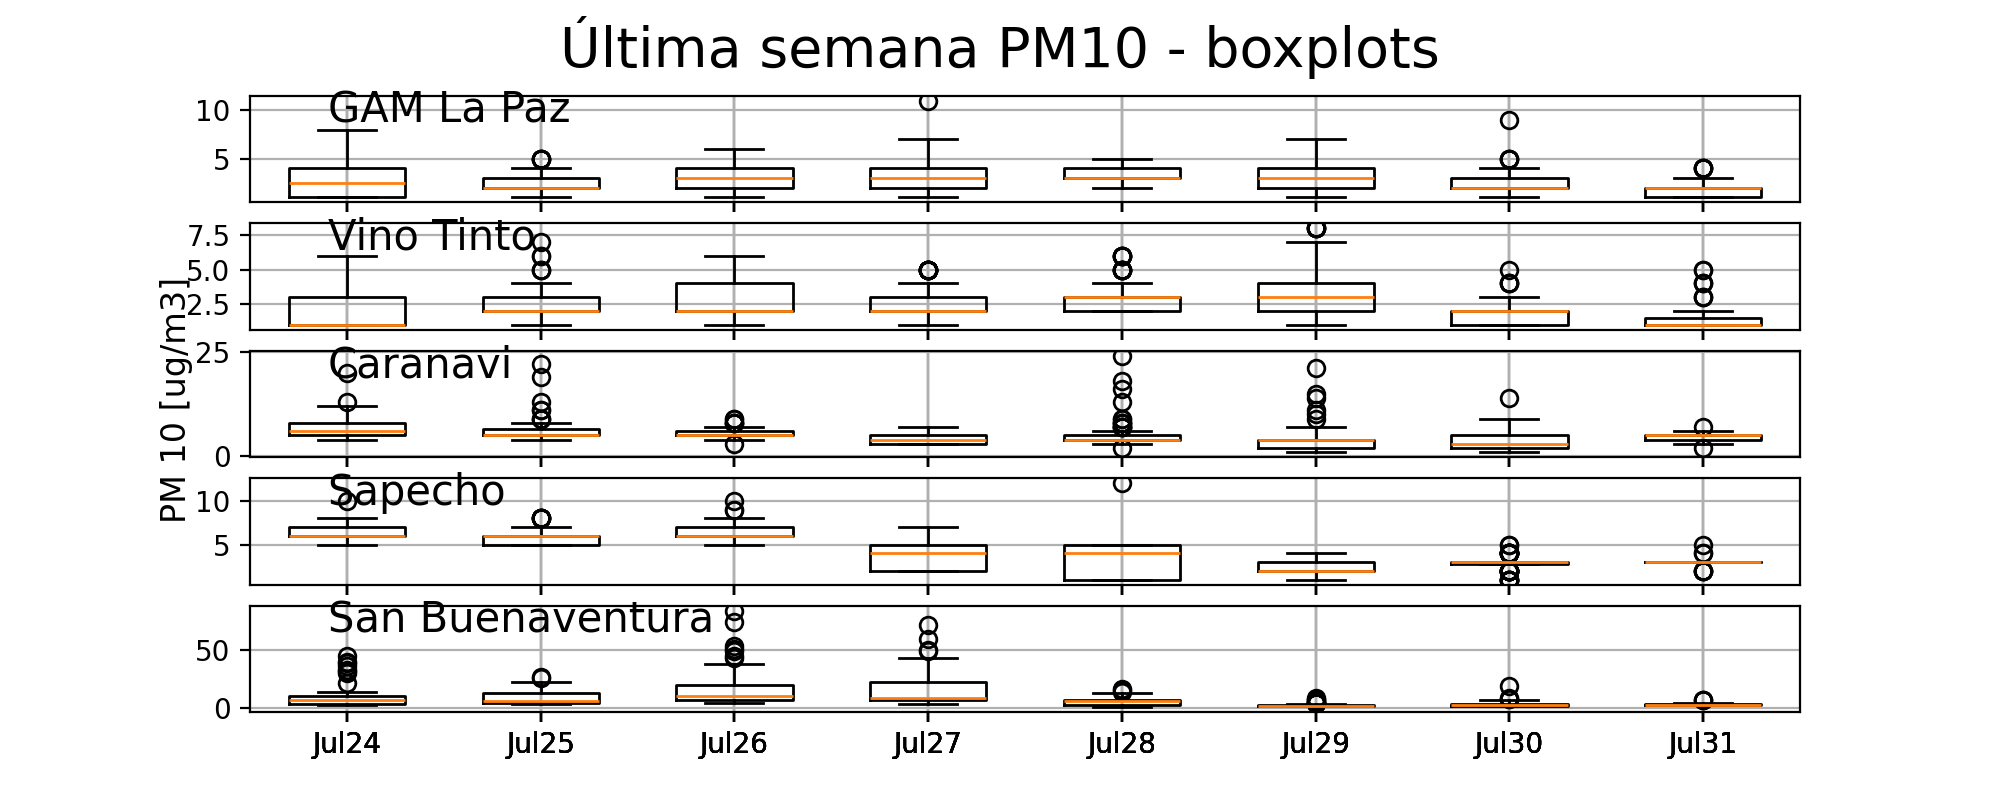 Última semana PM10 - boxplots
GAM La Paz
10
5
Vino Tinto
7.5
5.0
2.5
PM 10 [ug/m3]
Caranavi
25
0
Sapecho
10
5
San Buenaventura
50
0
Jul24 Jul25 Jul26 Jul27 Jul28 Jul29 Jul30 Jul31